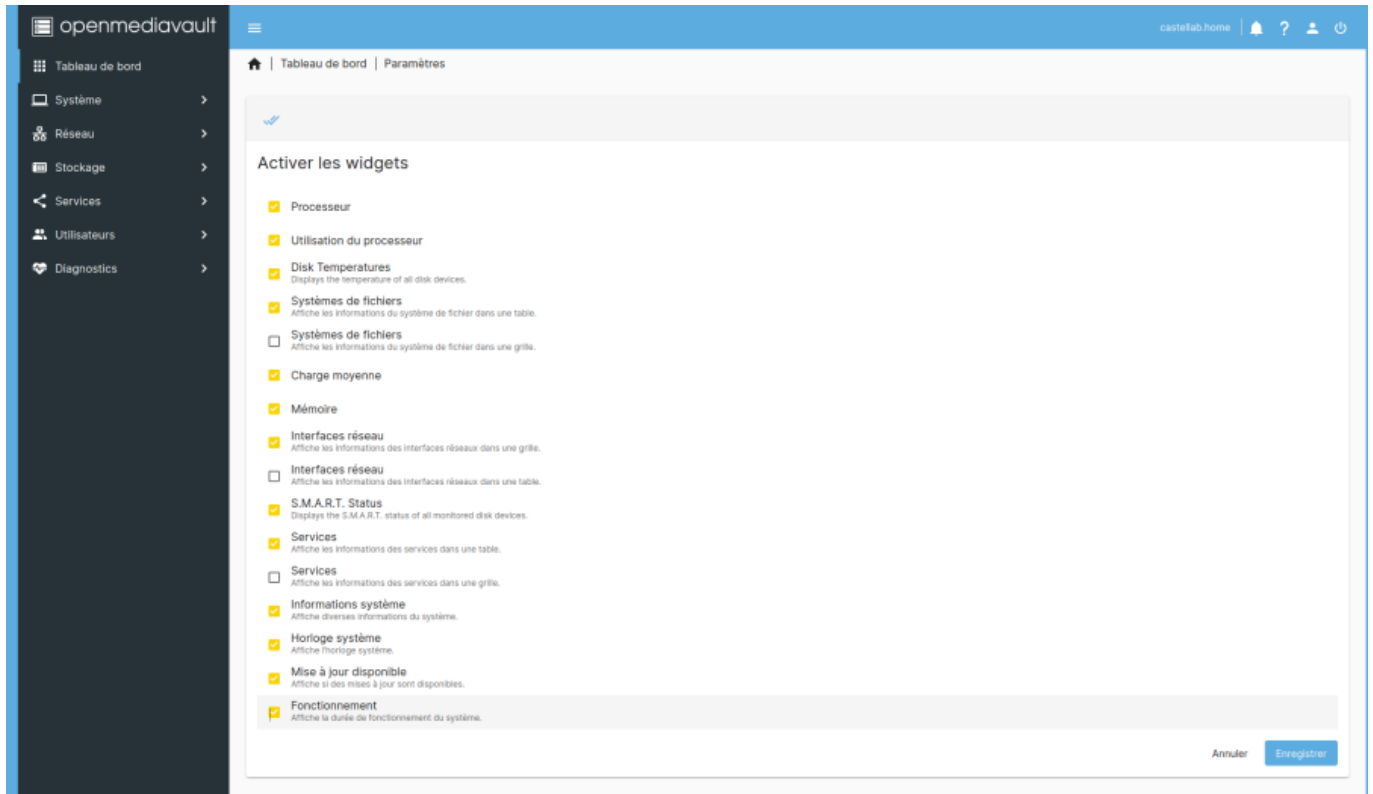 openmediavault
castellab.home
?
Tableau de bord
Système
Réseau
Stockage
Services
Utilisateurs
Diagnostics
| Tableau de bord | Paramètres
Activer les widgets
Processeur
Utilisation du processeur
Disk Temperatures
Displays the temperature of all disk devices.
Systèmes de fichiers
Affiche les informations du système de fichier dans une table.
Systèmes de fichiers
Affiche les informations du système de fichier dans une grille.
Charge moyenne
Mémoire
Interfaces réseau
Affiche les informations des interfaces réseaux dans une grille.
Interfaces réseau
Affiche les informations des interfaces réseaux dans une table.
S.M.A.R.T. Status
Displays the S.M.A.R.T. status of all monitored disk devices.
Services
Affiche les informations des services dans une table.
Services
Affiche les informations des services dans une grille.
Informations système
Affiche diverses informations du système.
Horloge système
Affiche l'horloge système.
Mise à jour disponible
Affiche si des mises à jour sont disponibles.
Fonctionnement
Affiche la durée de fonctionnement du système.
Annuler
Enregistrer